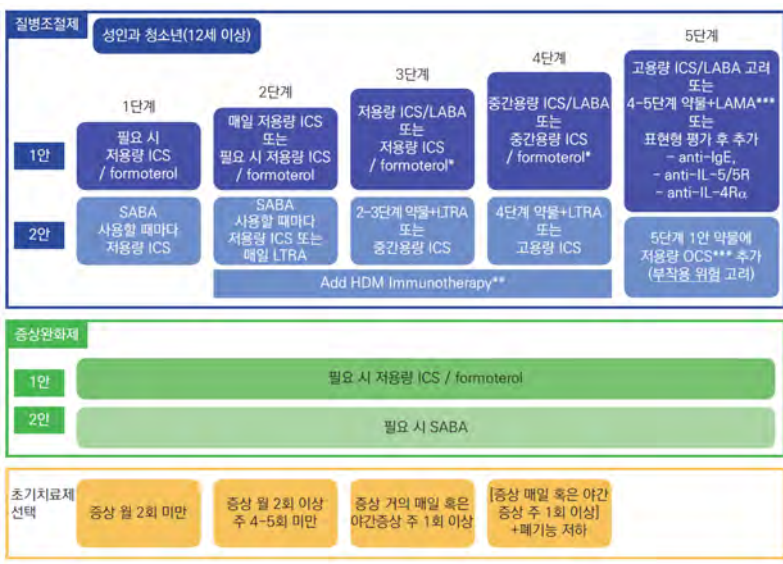 질병조절제
성인과 청소년(12세 이상)
1단계
2단계
3단계
4단계
5단계
1안
필요 시
저용량 ICS
/ formoterol
매일 저용량 ICS
또는
필요 시 저용량 ICS
/ formoterol
저용량 ICS/LABA
또는
저용량 ICS
/ formoterol*
중간용량 ICS/LABA
또는
중간용량 ICS
/ formoterol*
고용량 ICS/LABA 고려
또는
4-5단계 약물+LAMA***
또는
표현형 평가 후 추가
- anti-IgE,
- anti-IL-5/5R
- anti-IL-4Rα
2안
SABA
사용할 때마다
저용량 ICS
SABA
사용할 때마다
저용량 ICS 또는
매일 LTRA
2-3단계 약물+LTRA
또는
중간용량 ICS
4단계 약물+LTRA
또는
고용량 ICS
5단계 1안 약물에
저용량 OCS*** 추가
(부작용 위험 고려)
Add HDM Immunotherapy**
증상완화제
1안
필요 시 저용량 ICS / formoterol
2안
필요 시 SABA
초기치료제
선택
증상 월 2회 미만
증상 월 2회 이상
주 4-5회 미만
증상 거의 매일 혹은
야간증상 주 1회 이상
[증상 매일 혹은 야간
증상 주 1회 이상]
+폐기능 저하